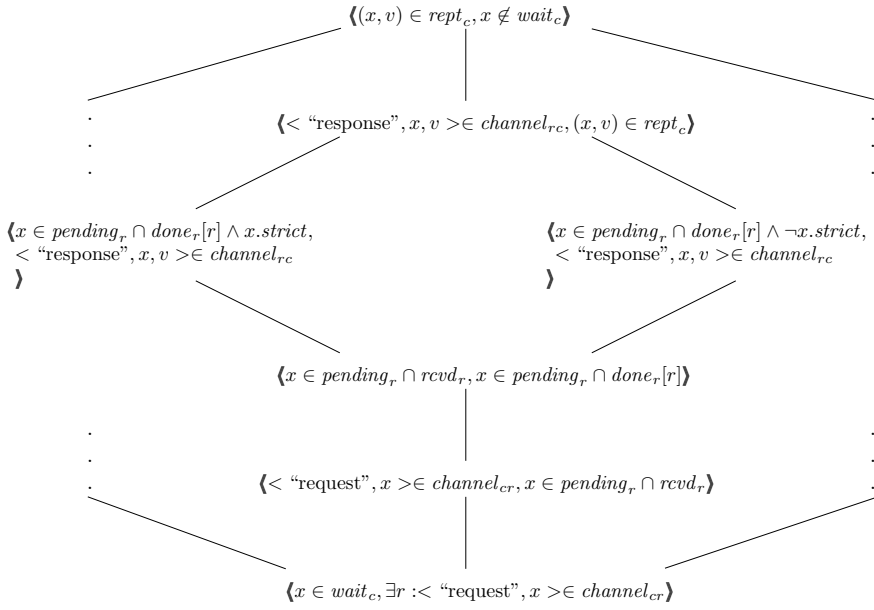 ⟪(x, v) ∈ rept_c, x ∉ wait_c⟫
⟪< “response”, x, v >∈ channel_rc, (x, v) ∈ rept_c⟫
⟪x ∈ pending_r ∩ done_r[r] ∧ x.strict,
< “response”, x, v >∈ channel_rc
⟫
⟪x ∈ pending_r ∩ done_r[r] ∧ ¬x.strict,
< “response”, x, v >∈ channel_rc
⟫
⟪x ∈ pending_r ∩ rcvd_r, x ∈ pending_r ∩ done_r[r]⟫
⟪< “request”, x >∈ channel_cr, x ∈ pending_r ∩ rcvd_r⟫
⟪x ∈ wait_c, ∃r :< “request”, x >∈ channel_cr⟫